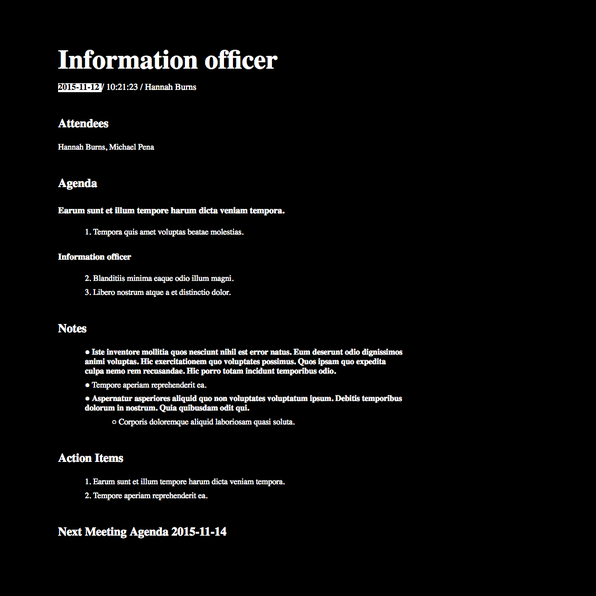 Information officer
2015-11-12 / 10:21:23 / Hannah Burns
Attendees
Hannah Burns, Michael Pena
Agenda
Earum sunt et illum tempore harum dicta veniam tempora.
1. Tempora quis amet voluptas beatae molestias.
Information officer
2. Blanditiis minima eaque odio illum magni.
3. Libero nostrum atque a et distinctio dolor.
Notes
● Iste inventore mollitia quos nesciunt nihil est error natus. Eum deserunt odio dignissimos
animi voluptas. Hic exercitationem quo voluptates possimus. Quos ipsam quo expedita
culpa nemo rem recusandae. Hic porro totam incidunt temporibus odio.
● Tempore aperiam reprehenderit ea.
● Aspernatur asperiores aliquid quo non voluptates voluptatum ipsum. Debitis temporibus
dolorum in nostrum. Quia quibusdam odit qui.
○ Corporis doloremque aliquid laboriosam quasi soluta.
Action Items
1. Earum sunt et illum tempore harum dicta veniam tempora.
2. Tempore aperiam reprehenderit ea.
Next Meeting Agenda 2015-11-14